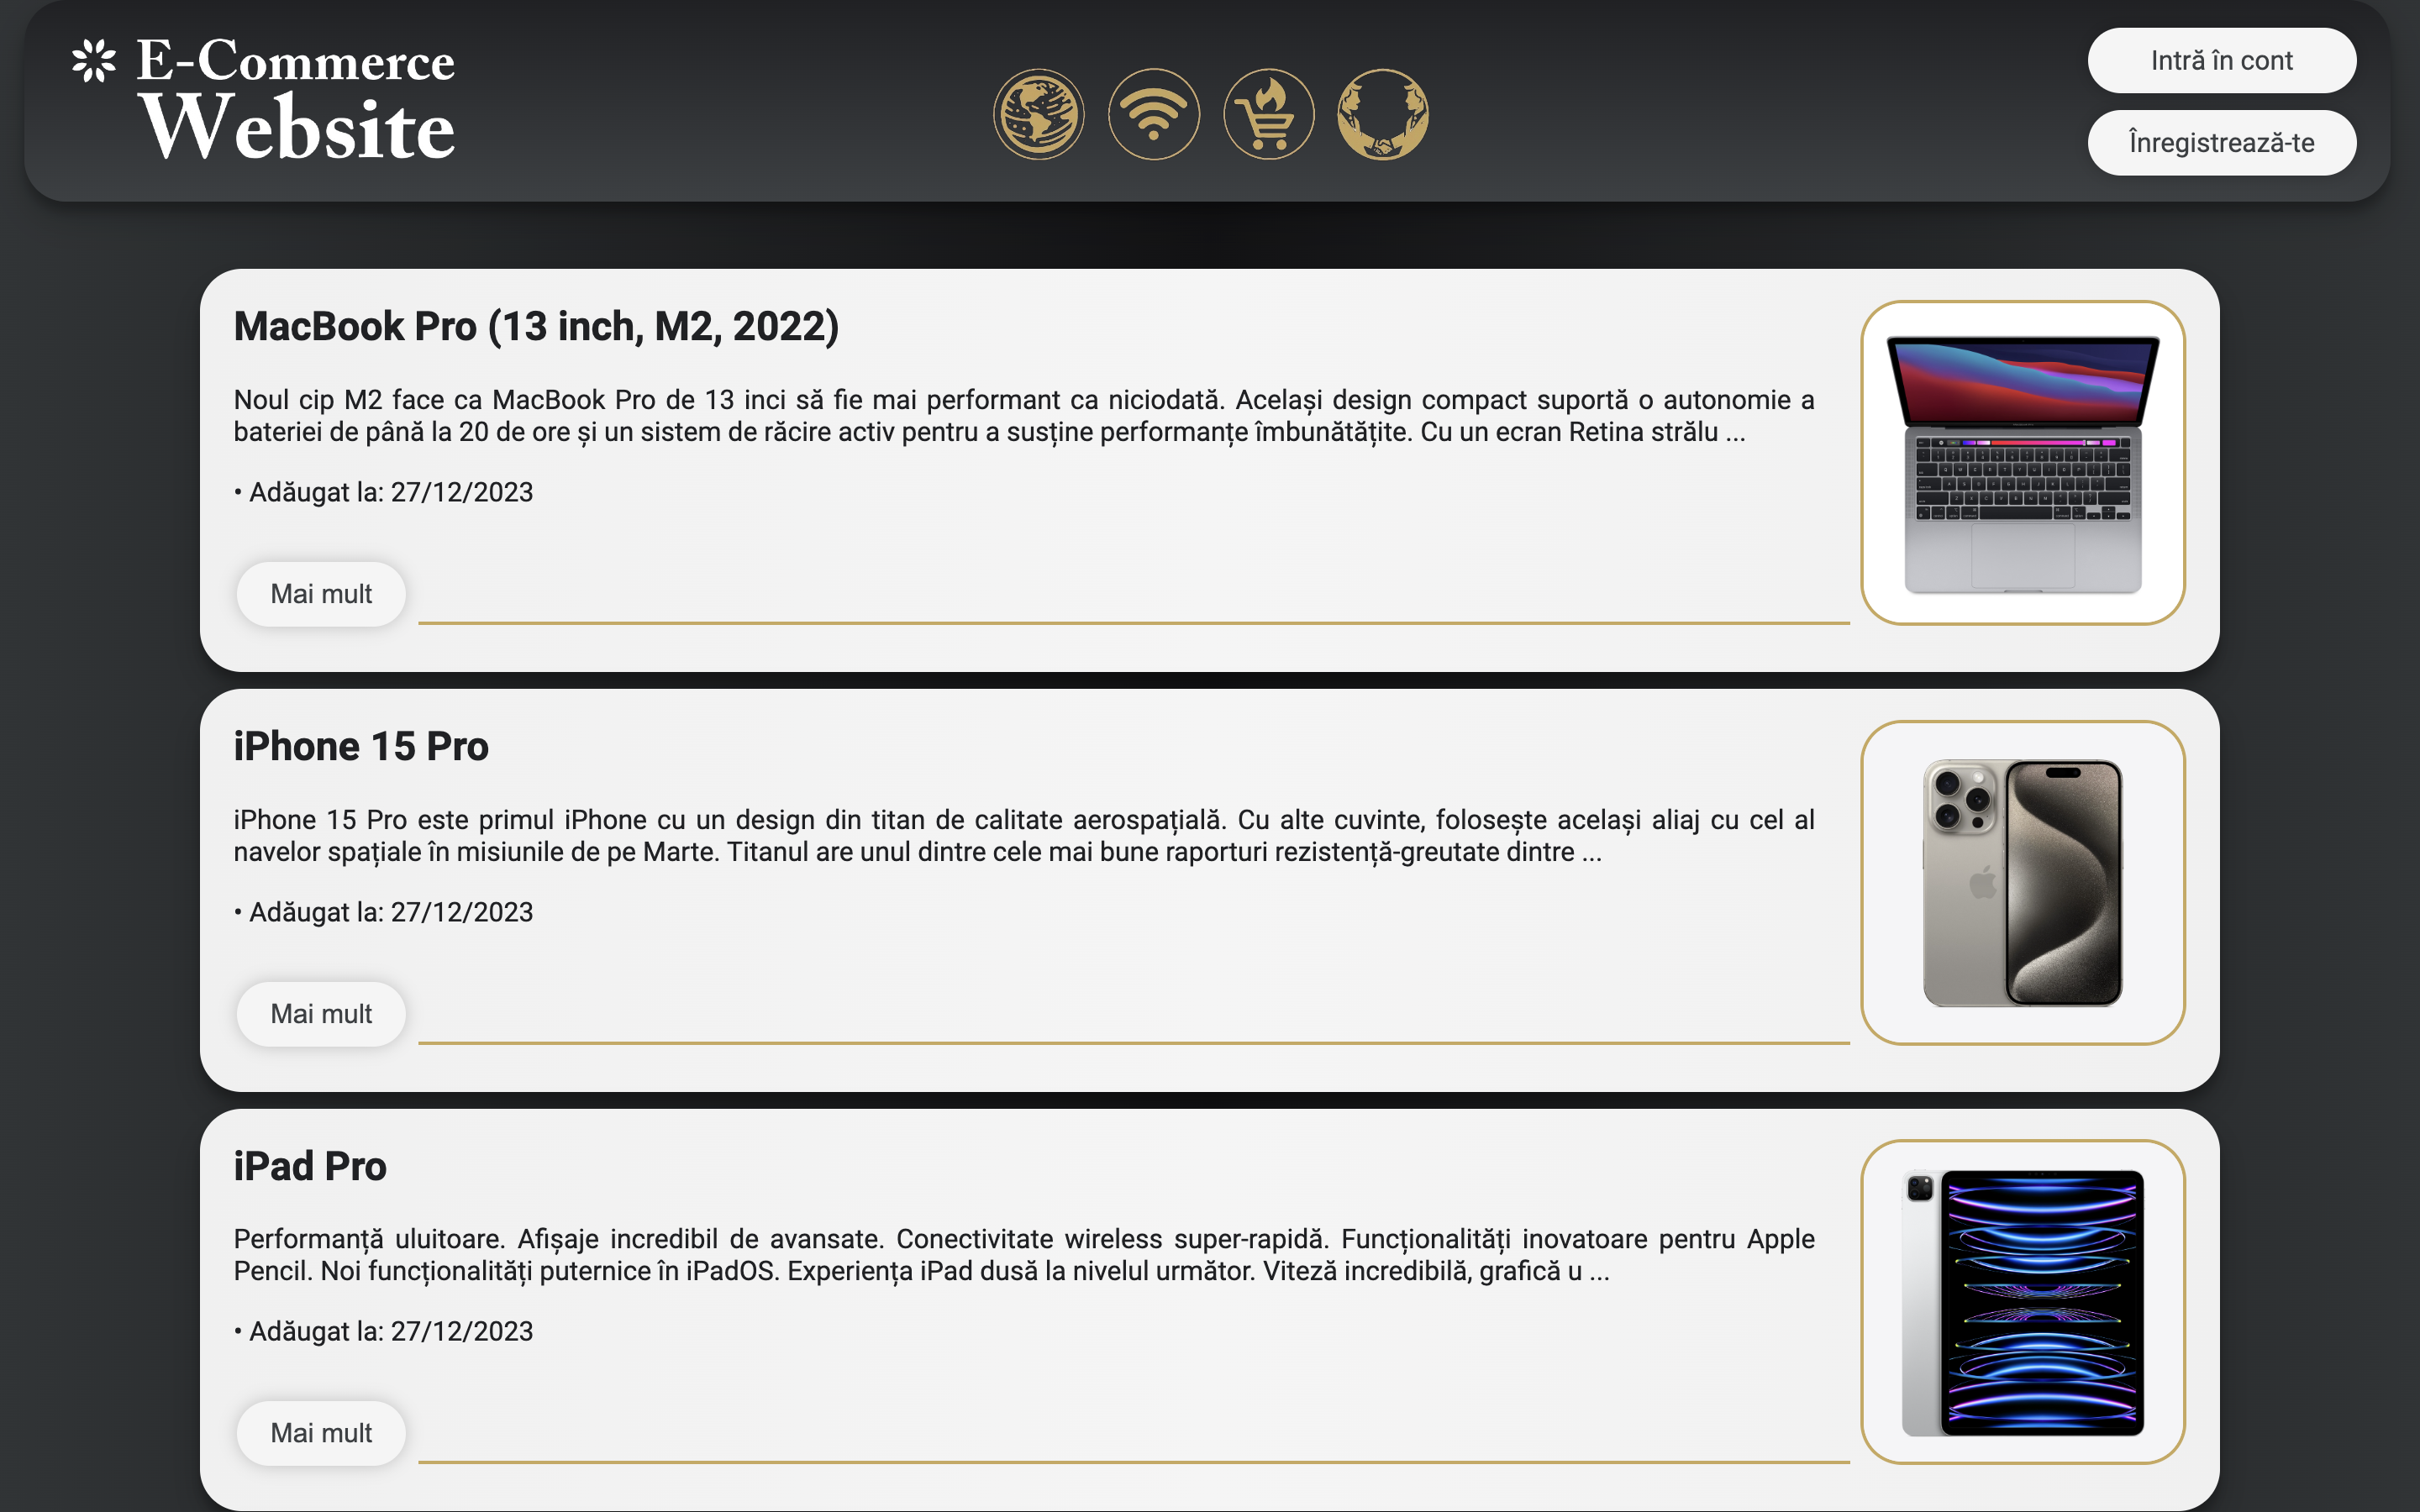 E-Commerce
Website
Intră în cont
Înregistrează-te
MacBook Pro (13 inch, M2, 2022)
Noul cip M2 face ca MacBook Pro de 13 inci să fie mai performant ca niciodată. Același design compact suportă o autonomie a
bateriei de până la 20 de ore și un sistem de răcire activ pentru a susține performanțe îmbunătățite. Cu un ecran Retina strălu ...
• Adăugat la: 27/12/2023
Mai mult
iPhone 15 Pro
iPhone 15 Pro este primul iPhone cu un design din titan de calitate aerospațială. Cu alte cuvinte, folosește același aliaj cu cel al
navelor spațiale în misiunile de pe Marte. Titanul are unul dintre cele mai bune raporturi rezistență-greutate dintre ...
• Adăugat la: 27/12/2023
Mai mult
iPad Pro
Performanță uluitoare. Afișaje incredibil de avansate. Conectivitate wireless super-rapidă. Funcționalități inovatoare pentru Apple
Pencil. Noi funcționalități puternice în iPadOS. Experiența iPad dusă la nivelul următor. Viteză incredibilă, grafică u ...
• Adăugat la: 27/12/2023
Mai mult